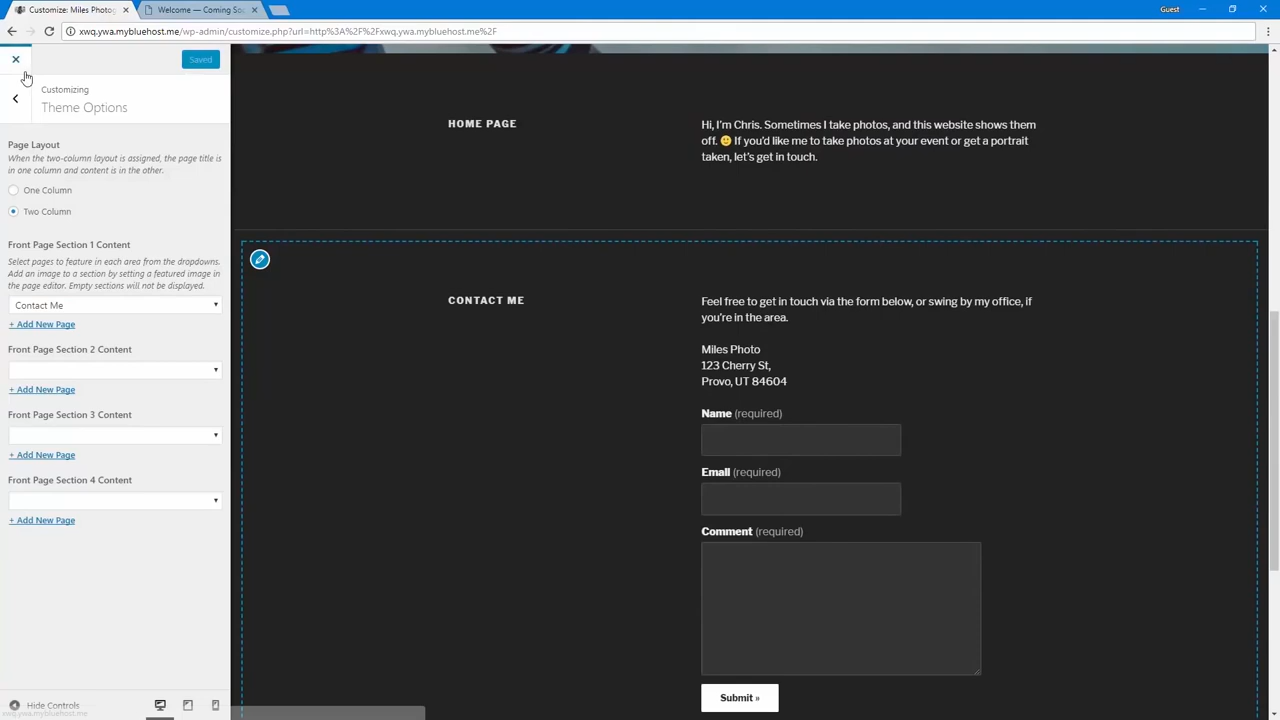 Customize: Miles Photog
Welcome — Coming Soo
Guest
xwq.ywa.mybluehost.me/wp-admin/customize.php?url=http%3A%2F%2Fxwq.ywa.mybluehost.me%2F
Saved
Customizing
Theme Options
Page Layout
When the two-column layout is assigned, the page title is
in one column and content is in the other.
One Column
Two Column
Front Page Section 1 Content
Select pages to feature in each area from the dropdowns.
Add an image to a section by setting a featured image in
the page editor. Empty sections will not be displayed.
Contact Me
+ Add New Page
Front Page Section 2 Content
+ Add New Page
Front Page Section 3 Content
+ Add New Page
Front Page Section 4 Content
+ Add New Page
Hide Controls
xwq.ywa.mybluehost.me
HOME PAGE
Hi, I'm Chris. Sometimes I take photos, and this website shows them
off. 🙂 If you'd like me to take photos at your event or get a portrait
taken, let's get in touch.
CONTACT ME
Feel free to get in touch via the form below, or swing by my office, if
you're in the area.
Miles Photo
123 Cherry St,
Provo, UT 84604
Name (required)
Email (required)
Comment (required)
Submit »